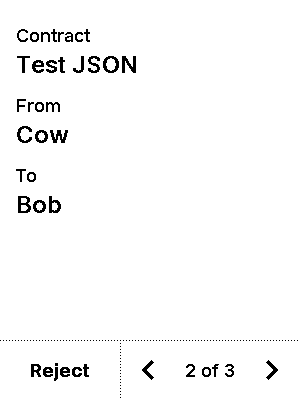 Contract
Test JSON
From
Cow
To
Bob
Reject
2 of 3